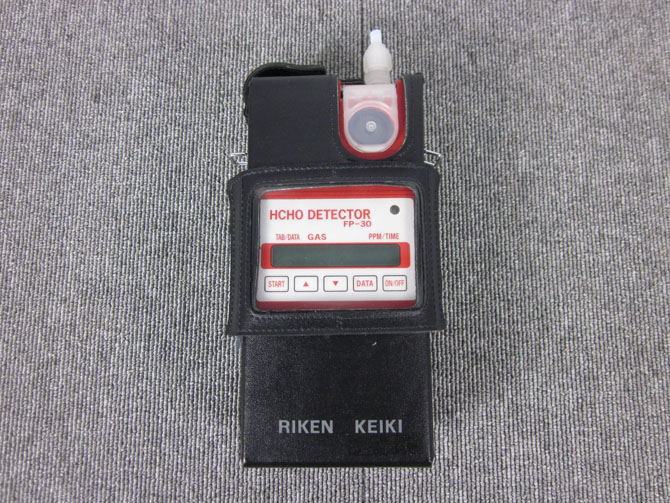 HCHO DETECTOR
FP-30
TAB/DATA GAS PPM/TIME
START ▲ ▼ DATA ON/OFF
RIKEN KEIKI